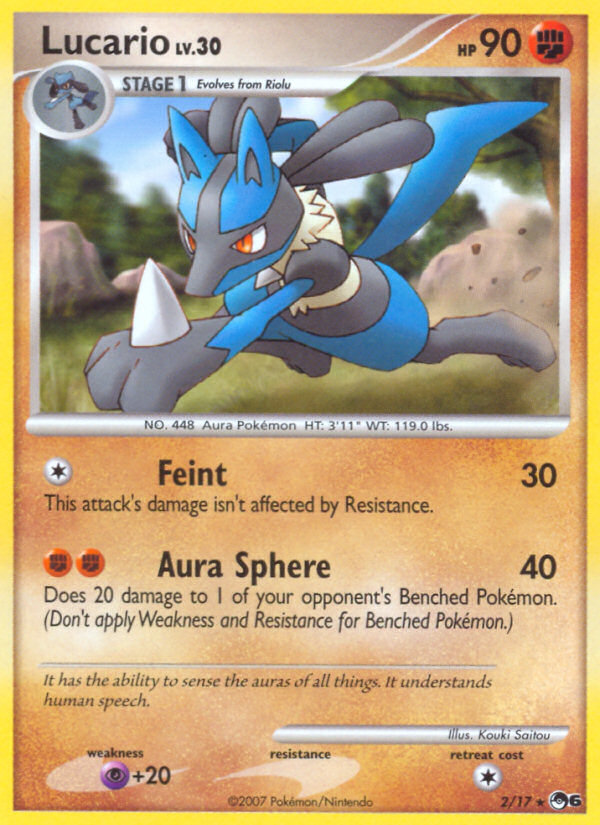 Lucario LV.30
HP 90
STAGE 1 Evolves from Riolu
NO. 448 Aura Pokémon HT: 3'11" WT: 119.0 lbs.
Feint 30
This attack's damage isn't affected by Resistance.
Aura Sphere 40
Does 20 damage to 1 of your opponent's Benched Pokémon.
(Don't apply Weakness and Resistance for Benched Pokémon.)
It has the ability to sense the auras of all things. It understands
human speech.
Illus. Kouki Saitou
weakness resistance retreat cost
+20
©2007 Pokémon/Nintendo 2/17 ★ 6